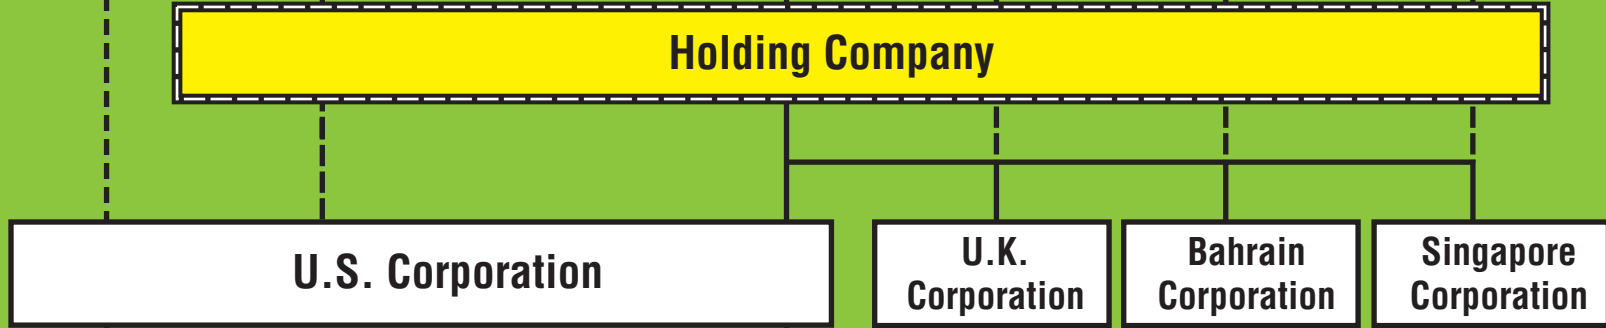 Holding Company
U.S. Corporation
U.K.
Corporation
Bahrain
Corporation
Singapore
Corporation